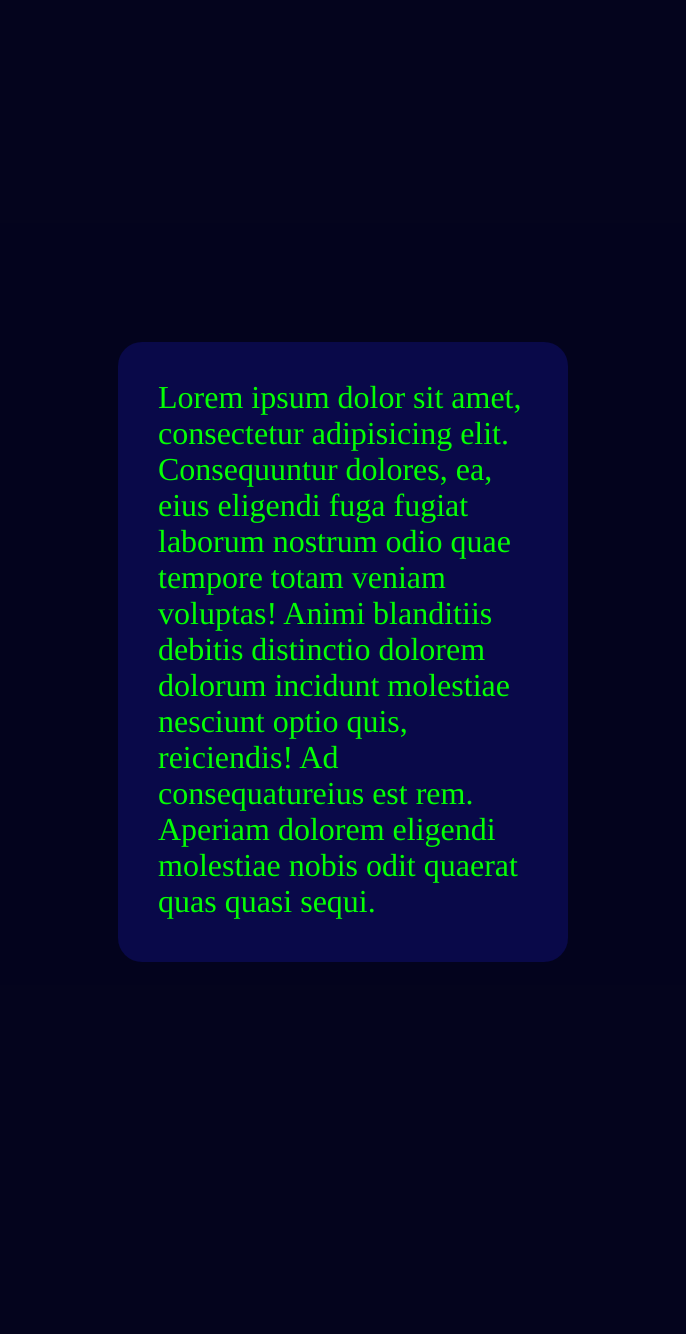 Lorem ipsum dolor sit amet,
consectetur adipisicing elit.
Consequuntur dolores, ea,
eius eligendi fuga fugiat
laborum nostrum odio quae
tempore totam veniam
voluptas! Animi blanditiis
debitis distinctio dolorem
dolorum incidunt molestiae
nesciunt optio quis,
reiciendis! Ad
consequatureius est rem.
Aperiam dolorem eligendi
molestiae nobis odit quaerat
quas quasi sequi.